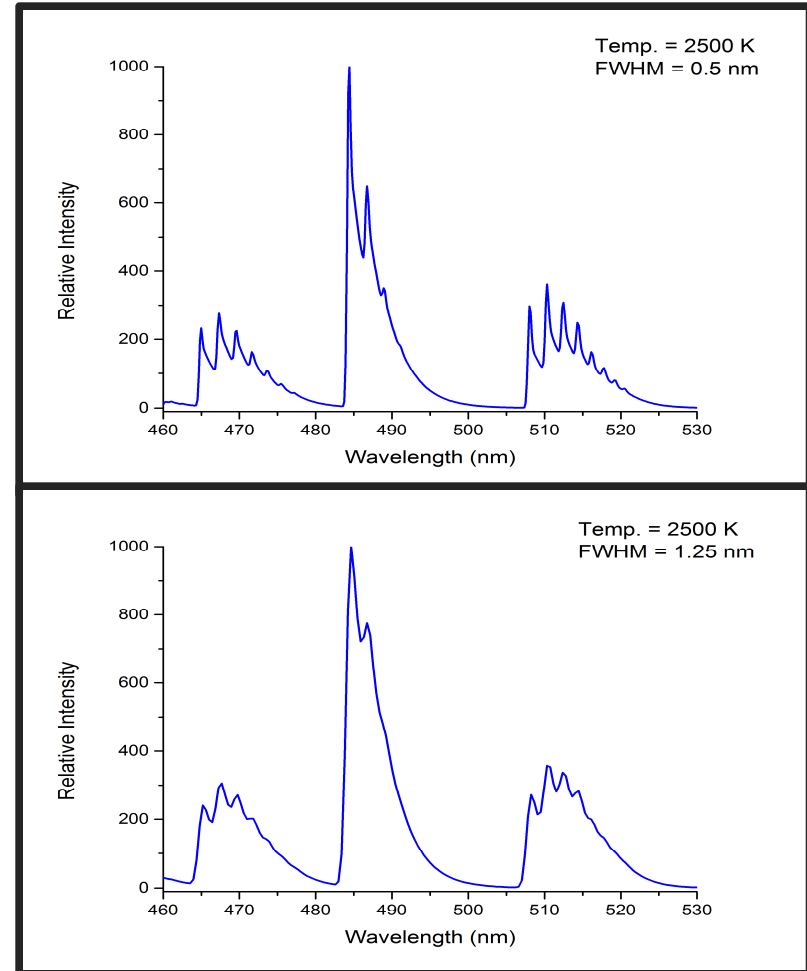 Temp. = 2500 K
FWHM = 0.5 nm
1000
800
600
400
200
0
Relative Intensity
460 470 480 490 500 510 520 530
Wavelength (nm)
Temp. = 2500 K
FWHM = 1.25 nm
1000
800
600
400
200
0
Relative Intensity
460 470 480 490 500 510 520 530
Wavelength (nm)